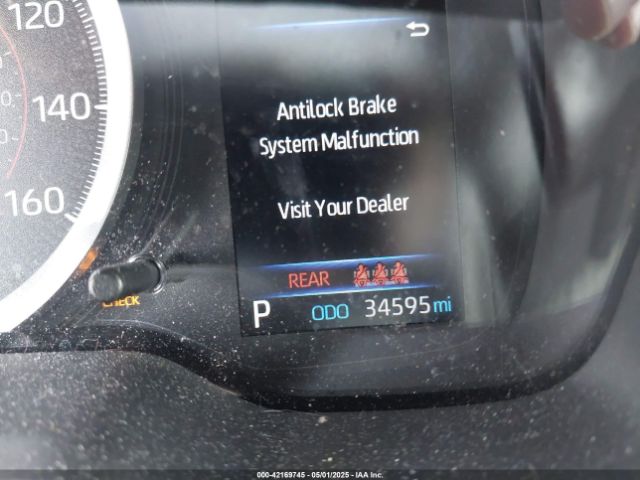 120
140
160
Antilock Brake
System Malfunction
Visit Your Dealer
REAR
P ODO 34595 mi
CHECK
000-42169745 - 05/01/2025 - IAA Inc.